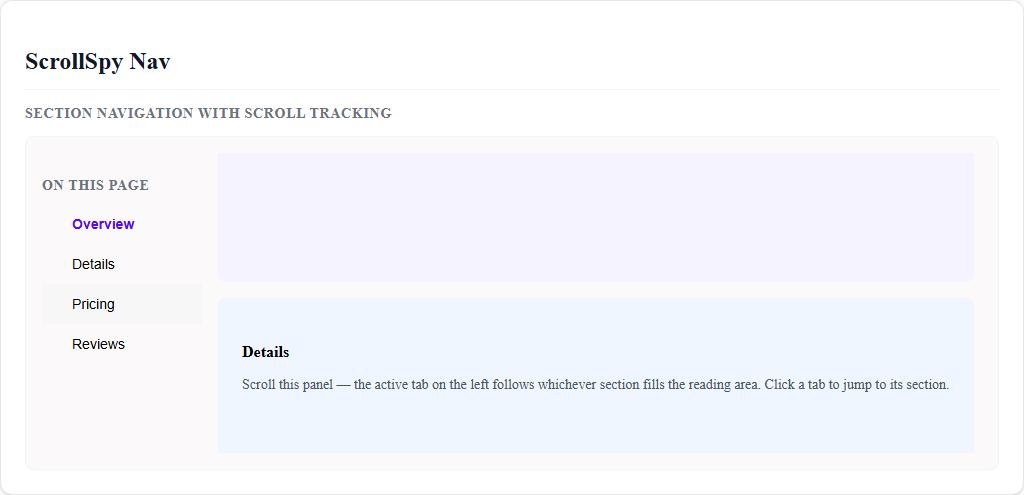 ScrollSpy Nav
SECTION NAVIGATION WITH SCROLL TRACKING
ON THIS PAGE
Overview
Details
Pricing
Reviews
Details
Scroll this panel — the active tab on the left follows whichever section fills the reading area. Click a tab to jump to its section.